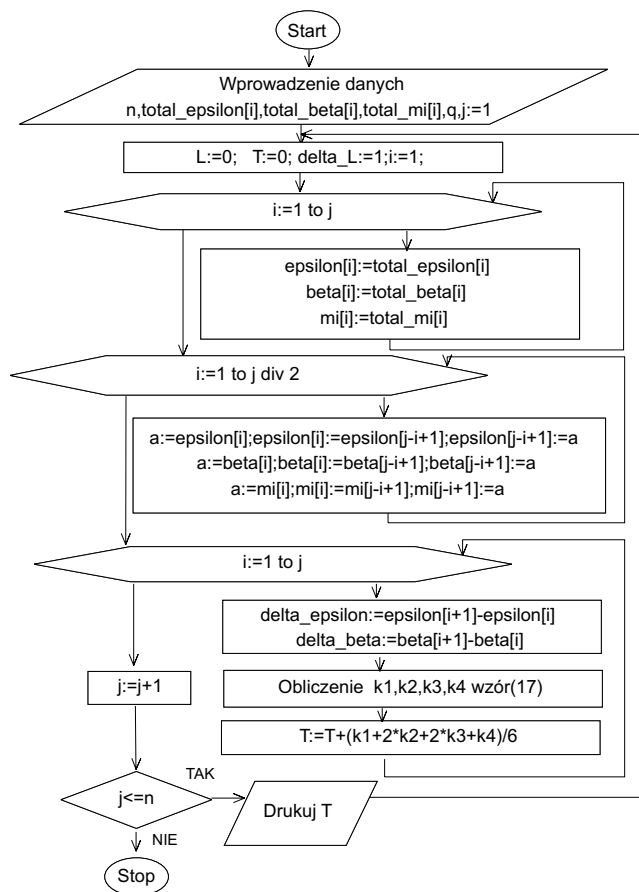 Start
Wprowadzenie danych
n,total_epsilon[i],total_beta[i],total_mi[i],q,j:=1
L:=0; T:=0; delta_L:=1;i:=1;
i:=1 to j
epsilon[i]:=total_epsilon[i]
beta[i]:=total_beta[i]
mi[i]:=total_mi[i]
i:=1 to j div 2
a:=epsilon[i];epsilon[i]:=epsilon[j-i+1];epsilon[j-i+1]:=a
a:=beta[i];beta[i]:=beta[j-i+1];beta[j-i+1]:=a
a:=mi[i];mi[i]:=mi[j-i+1];mi[j-i+1]:=a
i:=1 to j
delta_epsilon:=epsilon[i+1]-epsilon[i]
delta_beta:=beta[i+1]-beta[i]
j:=j+1
Obliczenie k1,k2,k3,k4 wzór(17)
T:=T+(k1+2*k2+2*k3+k4)/6
j<=n
TAK
Drukuj T
NIE
Stop